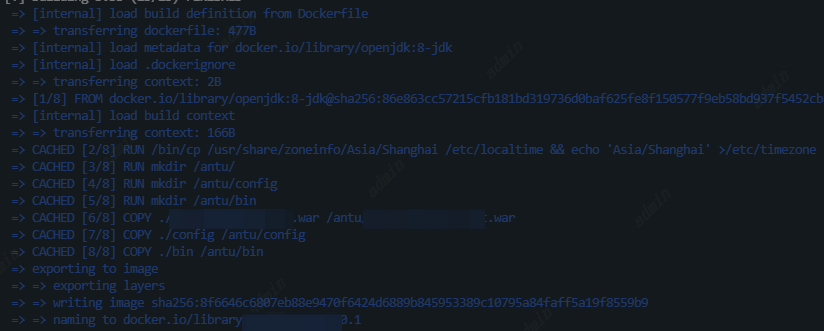 => [internal] load build definition from Dockerfile
=> => transferring dockerfile: 477B
=> [internal] load metadata for docker.io/library/openjdk:8-jdk
=> [internal] load .dockerignore
=> => transferring context: 2B
=> [1/8] FROM docker.io/library/openjdk:8-jdk@sha256:86e863cc57215cfb181bd319736d0baf625fe8f150577f9eb58bd937f5452cb
=> [internal] load build context
=> => transferring context: 166B
=> CACHED [2/8] RUN /bin/cp /usr/share/zoneinfo/Asia/Shanghai /etc/localtime && echo 'Asia/Shanghai' >/etc/timezone
=> CACHED [3/8] RUN mkdir /antu/
=> CACHED [4/8] RUN mkdir /antu/config
=> CACHED [5/8] RUN mkdir /antu/bin
=> CACHED [6/8] COPY ./ .war /antu/ .war
=> CACHED [7/8] COPY ./config /antu/config
=> CACHED [8/8] COPY ./bin /antu/bin
=> exporting to image
=> => exporting layers
=> => writing image sha256:8f6646c6807eb88e9470f6424d6889b845953389c10795a84faff5a19f8559b9
=> => naming to docker.io/library 0.1
admin
admin
admin
admin
admin
admin